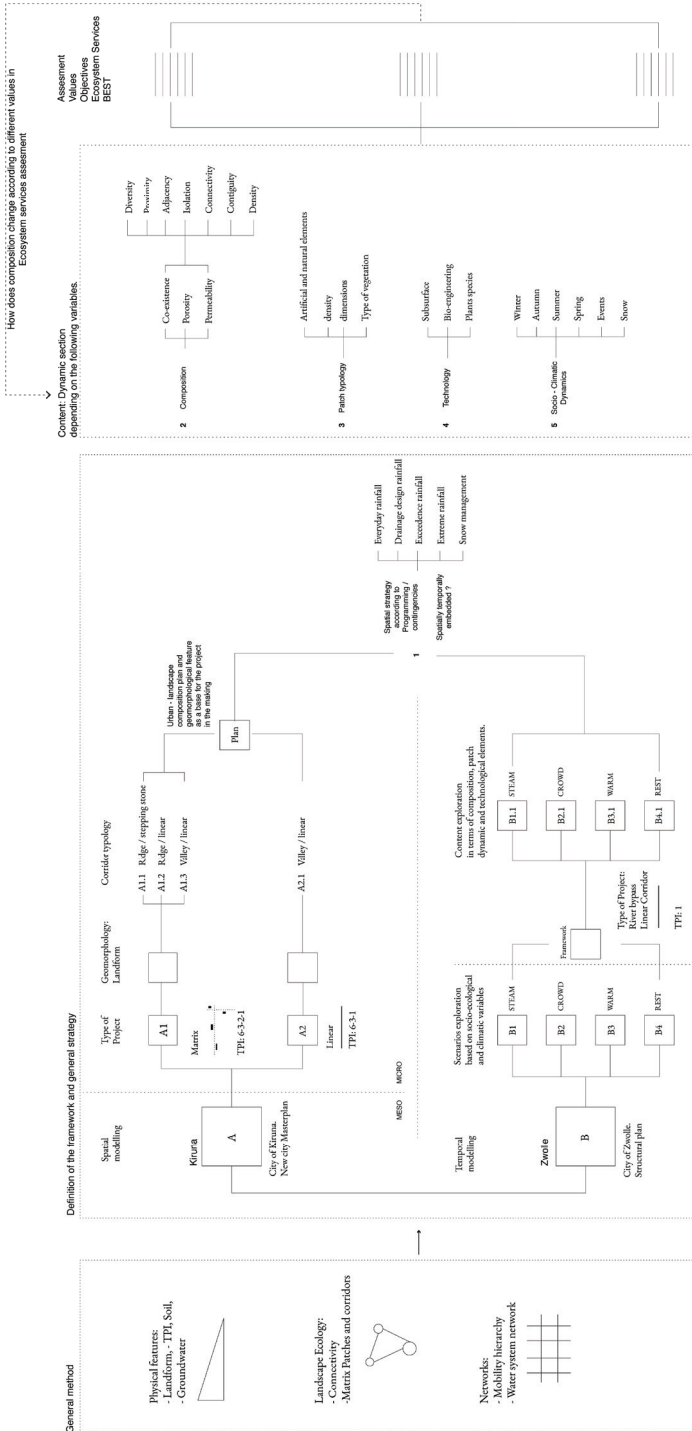 General method
Physical features:
- Landform, - TPI, Soil,
- Groundwater
Landscape Ecology:
- Connectivity
-Matrix Patches and corridors
Networks:
- Mobility hierarchy
- Water system network
Definition of the framework and general strategy
Spatial
modelling
Type of
Project
Geomorphology:
Landform
Corridor typology
Kiruna
A
City of Kiruna.
New city Masterplan
A1
Matrix
TPI: 6-3-2-1
A1.1 Rdge / stepping stone
A1.2 Rdge / linear
A1.3 Vlley / linear
A2
Linear
TPI: 6-3-1
A2.1 Vlley / linear
Urban - landscape
composition plan and
geomorphological feature
as a base for the project
in the making
Plan
MESO
MICRO
Temporal
modelling
Scenarios exploration
based on socio-ecological
and climatic variables
Content exploration
in terms of composition, patch
dynamic and technological elements.
Zwolle
B
City of Zwolle.
Structural plan
B1 STEAM
B2 CROWD
B3 WARM
B4 REST
Framework
Type of Project:
River bypass
Linear Corridor
TPI: 1
B1.1 STEAM
B2.1 CROWD
B3.1 WARM
B4.1 REST
1
Spatial strategy
according to
Programming /
contingencies
Spatially temporally
embedded ?
Everyday rainfall
Drainage design rainfall
Exceedence rainfall
Extreme rainfall
Snow management
Content: Dynamic section
depending on the following variables.
2
Composition
Co-existence
Porosity
Permeability
Diversity
Proximity
Adjacency
Isolation
Connectivity
Contiguity
Density
3
Patch typology
Artificial and natural elements
density
dimensions
Type of vegetation
4
Technology
Subsurface
Bio-engineering
Plants species
5
Socio - Climatic
Dynamics
Winter
Autumn
Summer
Spring
Events
Snow
How does composition change according to different values in
Ecosystem services assesment
Assesment
Values
Objectives
Ecosystem Services
BEST